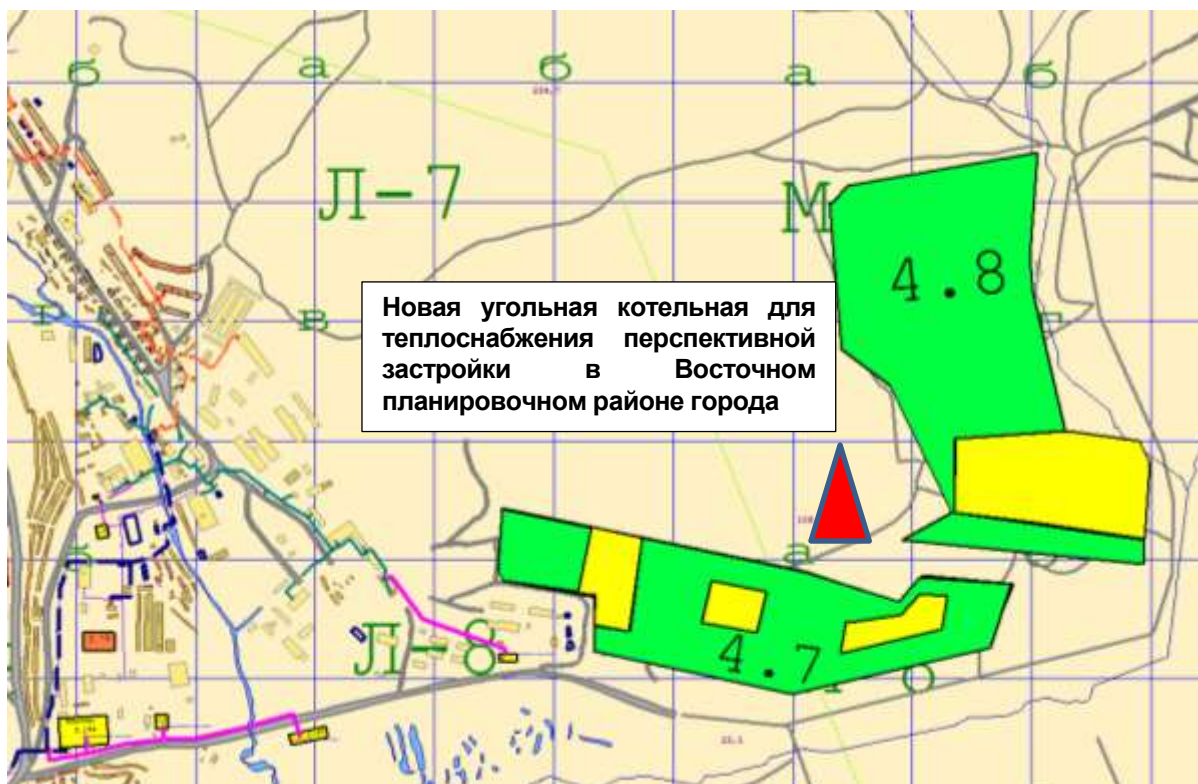 б а б а б
Л-7 М
4.8
Новая угольная котельная для
теплоснабжения перспективной
застройки в Восточном
планировочном районе города
в
а
Л-8
4.7